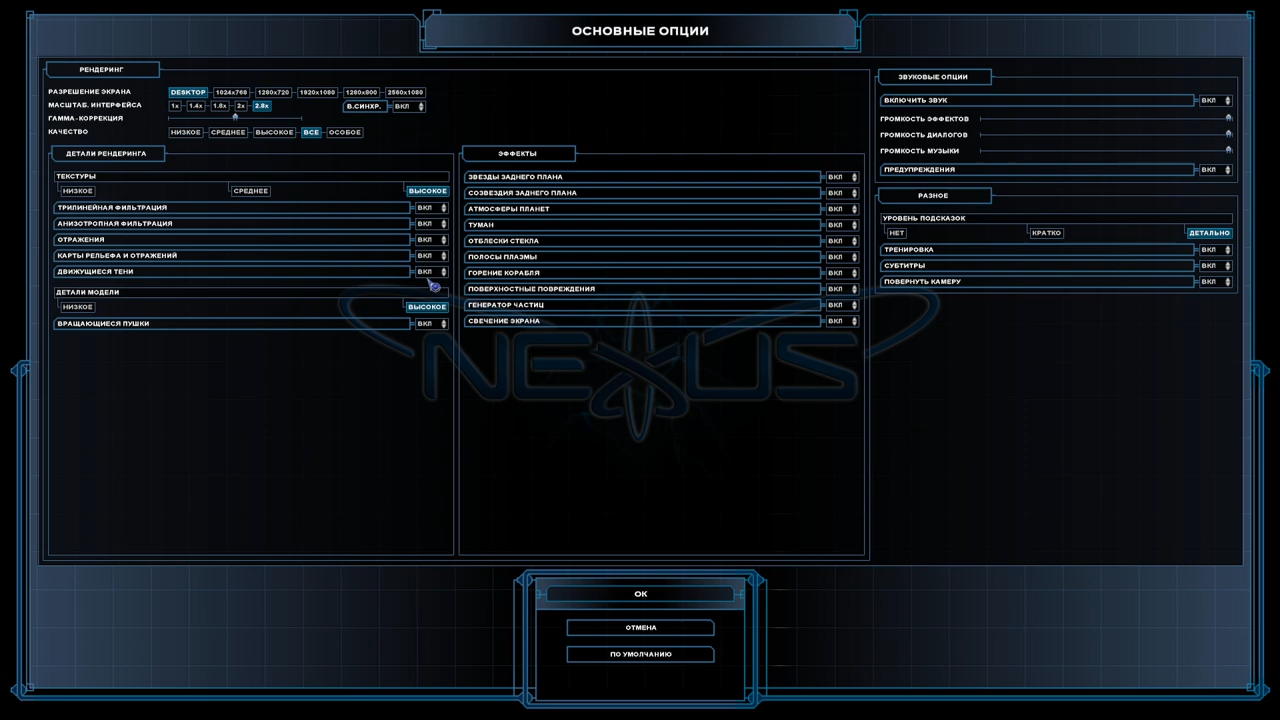 ОСНОВНЫЕ ОПЦИИ
РЕНДЕРИНГ
РАЗРЕШЕНИЕ ЭКРАНА DESKTOP 1024x768 1280x720 1920x1080 1280x800 2560x1080
МАСШТАБ. ИНТЕРФЕЙСА 1x 1.4x 1.8x 2x 2.8x В.СИНХР. ВКЛ
ГАММА-КОРРЕКЦИЯ
КАЧЕСТВО НИЗКОЕ СРЕДНЕЕ ВЫСОКОЕ ВСЕ ОСОБОЕ
ДЕТАЛИ РЕНДЕРИНГА
ТЕКСТУРЫ
НИЗКОЕ СРЕДНЕЕ ВЫСОКОЕ
ТРИЛИНЕЙНАЯ ФИЛЬТРАЦИЯ ВКЛ
АНИЗОТРОПНАЯ ФИЛЬТРАЦИЯ ВКЛ
ОТРАЖЕНИЯ ВКЛ
КАРТЫ РЕЛЬЕФА И ОТРАЖЕНИЙ ВКЛ
ДВИЖУЩИЕСЯ ТЕНИ ВКЛ
ДЕТАЛИ МОДЕЛИ
НИЗКОЕ ВЫСОКОЕ
ВРАЩАЮЩИЕСЯ ПУШКИ ВКЛ
ЭФФЕКТЫ
ЗВЕЗДЫ ЗАДНЕГО ПЛАНА ВКЛ
СОЗВЕЗДИЯ ЗАДНЕГО ПЛАНА ВКЛ
АТМОСФЕРЫ ПЛАНЕТ ВКЛ
ТУМАН ВКЛ
ОТБЛЕСКИ СТЕКЛА ВКЛ
ПОЛОСЫ ПЛАЗМЫ ВКЛ
ГОРЕНИЕ КОРАБЛЯ ВКЛ
ПОВЕРХНОСТНЫЕ ПОВРЕЖДЕНИЯ ВКЛ
ГЕНЕРАТОР ЧАСТИЦ ВКЛ
СВЕЧЕНИЕ ЭКРАНА ВКЛ
ЗВУКОВЫЕ ОПЦИИ
ВКЛЮЧИТЬ ЗВУК ВКЛ
ГРОМКОСТЬ ЭФФЕКТОВ
ГРОМКОСТЬ ДИАЛОГОВ
ГРОМКОСТЬ МУЗЫКИ
ПРЕДУПРЕЖДЕНИЯ ВКЛ
РАЗНОЕ
УРОВЕНЬ ПОДСКАЗОК
НЕТ КРАТКО ДЕТАЛЬНО
ТРЕНИРОВКА ВКЛ
СУБТИТРЫ ВКЛ
ПОВЕРНУТЬ КАМЕРУ ВКЛ
NEXUS
ОК
ОТМЕНА
ПО УМОЛЧАНИЮ